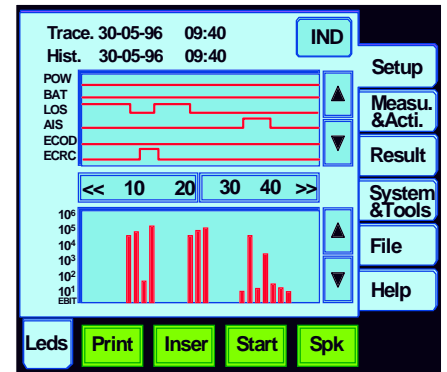 Trace. 30-05-96 09:40
IND
Hist. 30-05-96 09:40
Setup
POW
BAT
LOS
AIS
ECOD
ECRC
Measu.
&Acti.
Result
<< 10 20 30 40 >>
System
&Tools
10⁶
10⁵
10⁴
10³
10²
10¹
EBIT
File
Help
Leds
Print
Inser
Start
Spk